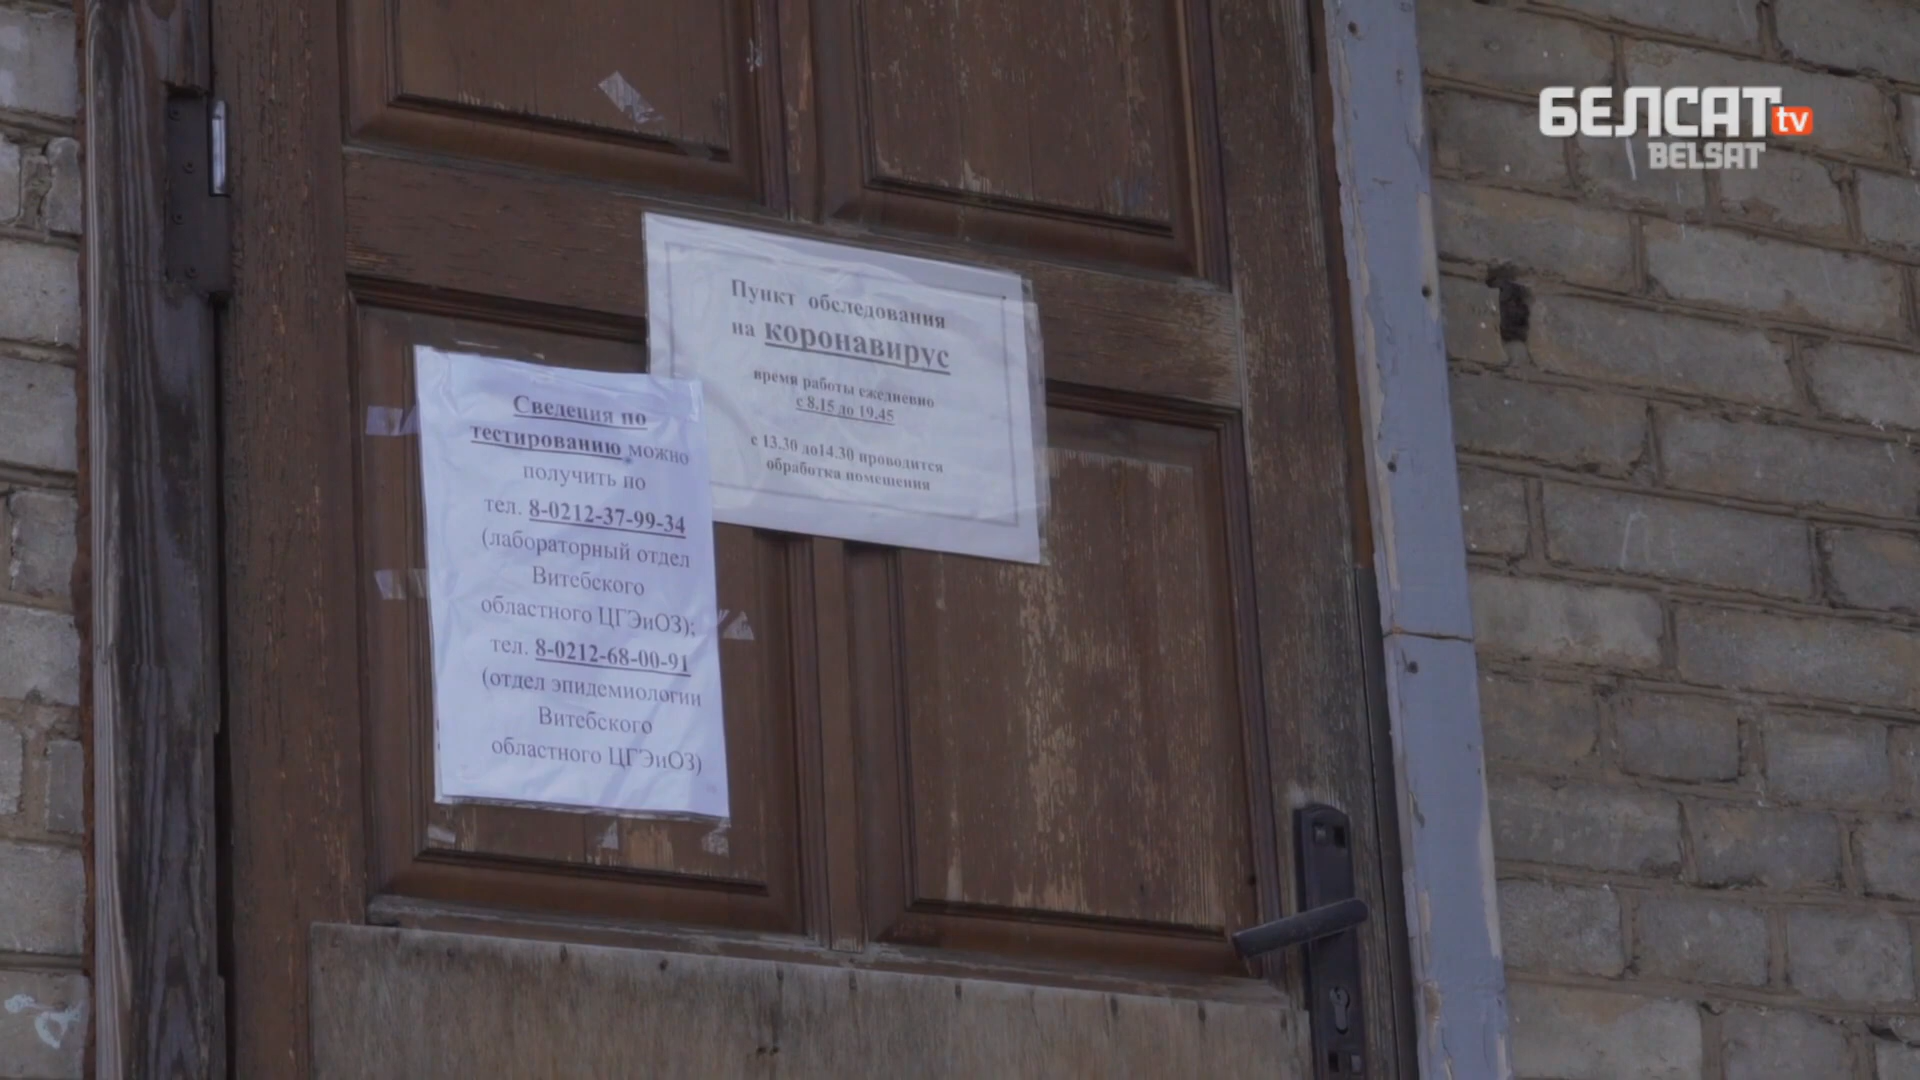 БЕЛСАТ tv
BELSAT
Пункт обследования
на коронавирус
время работы ежедневно
с 8.15 до 19.45
с 13.30 до14.30 проводится
обработка помещения
Сведения по
тестированию можно
получить по
тел. 8-0212-37-99-34
(лабораторный отдел
Витебского
областного ЦГЭиОЗ);
тел. 8-0212-68-00-91
(отдел эпидемиологии
Витебского
областного ЦГЭиОЗ)